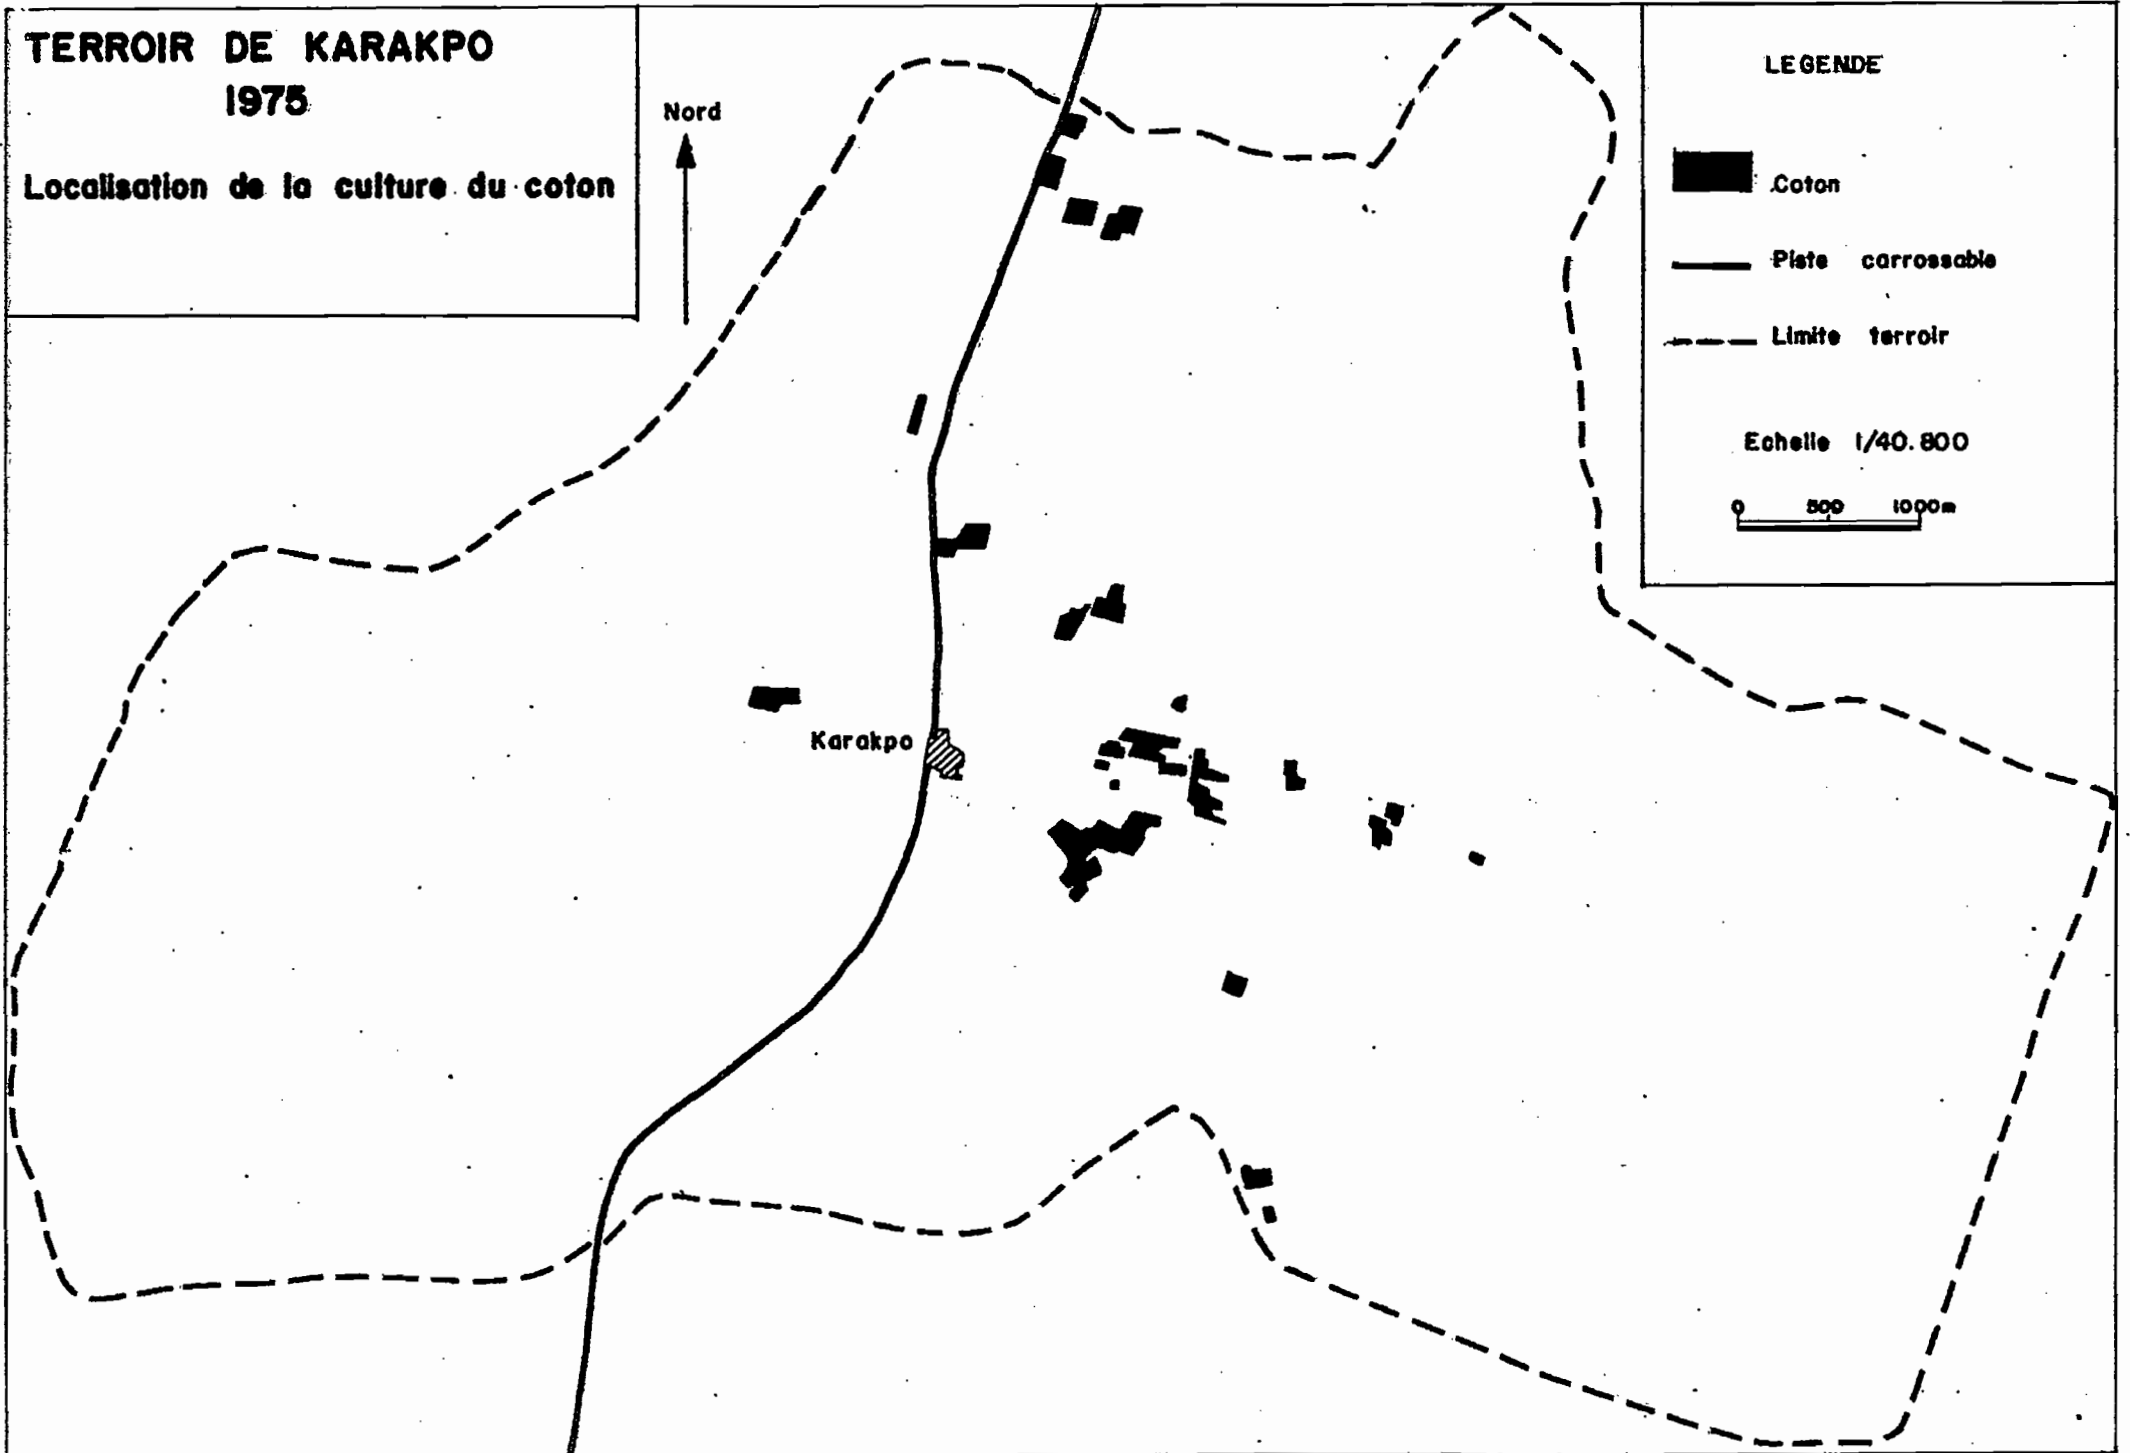 TERROIR DE KARAKPO
1975
Localisation de la culture du coton
Nord
LEGENDE
Coton
Piste carrossable
Limite terroir
Echelle 1/40.800
0 500 1000m
Karakpo